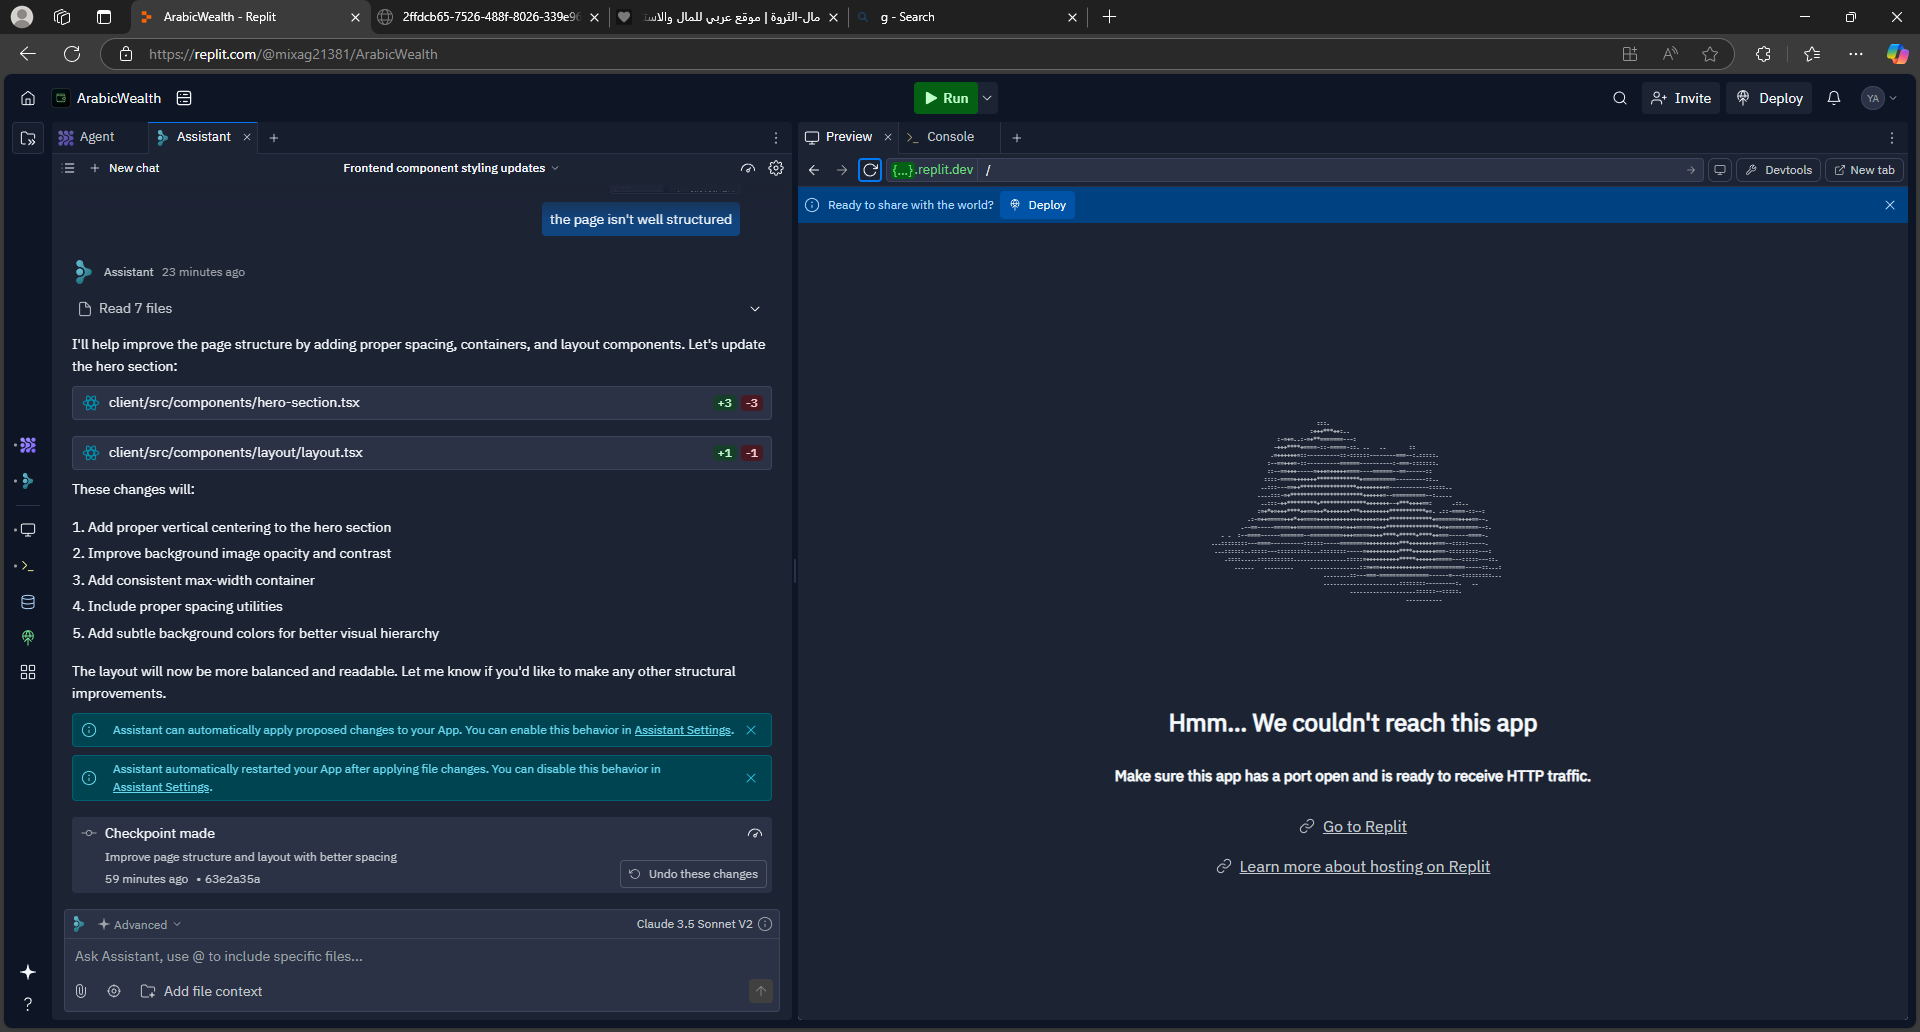 ArabicWealth - Replit
2ffdcb65-7526-488f-8026-339e9
مال-الثروة | موقع عربي للمال والاست
g - Search
https://replit.com/@mixag21381/ArabicWealth
ArabicWealth
Run
Invite
Deploy
YA
Agent
Assistant
Preview
Console
New chat
Frontend component styling updates
{...}.replit.dev /
Devtools
New tab
Ready to share with the world?
Deploy
the page isn't well structured
Assistant 23 minutes ago
Read 7 files
I'll help improve the page structure by adding proper spacing, containers, and layout components. Let's update
the hero section:
client/src/components/hero-section.tsx +3 -3
client/src/components/layout/layout.tsx +1 -1
These changes will:
1. Add proper vertical centering to the hero section
2. Improve background image opacity and contrast
3. Add consistent max-width container
4. Include proper spacing utilities
5. Add subtle background colors for better visual hierarchy
The layout will now be more balanced and readable. Let me know if you'd like to make any other structural
improvements.
Assistant can automatically apply proposed changes to your App. You can enable this behavior in Assistant Settings.
Assistant automatically restarted your App after applying file changes. You can disable this behavior in
Assistant Settings.
Checkpoint made
Improve page structure and layout with better spacing
59 minutes ago • 63e2a35a
Undo these changes
Advanced
Claude 3.5 Sonnet V2
Ask Assistant, use @ to include specific files...
Add file context
Hmm... We couldn't reach this app
Make sure this app has a port open and is ready to receive HTTP traffic.
Go to Replit
Learn more about hosting on Replit